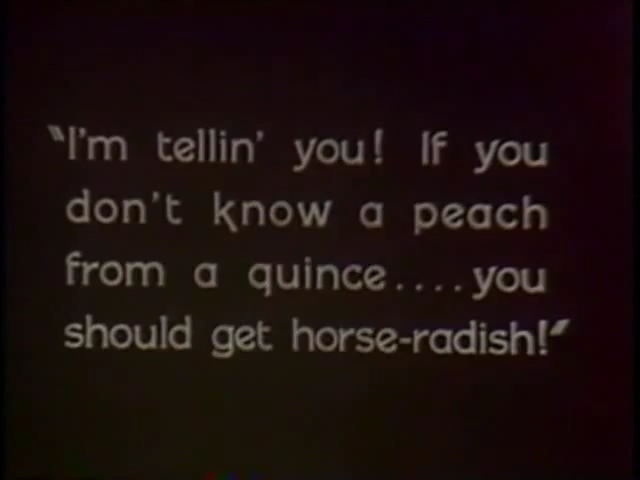 "I'm tellin' you! If you
don't know a peach
from a quince....you
should get horse-radish!"